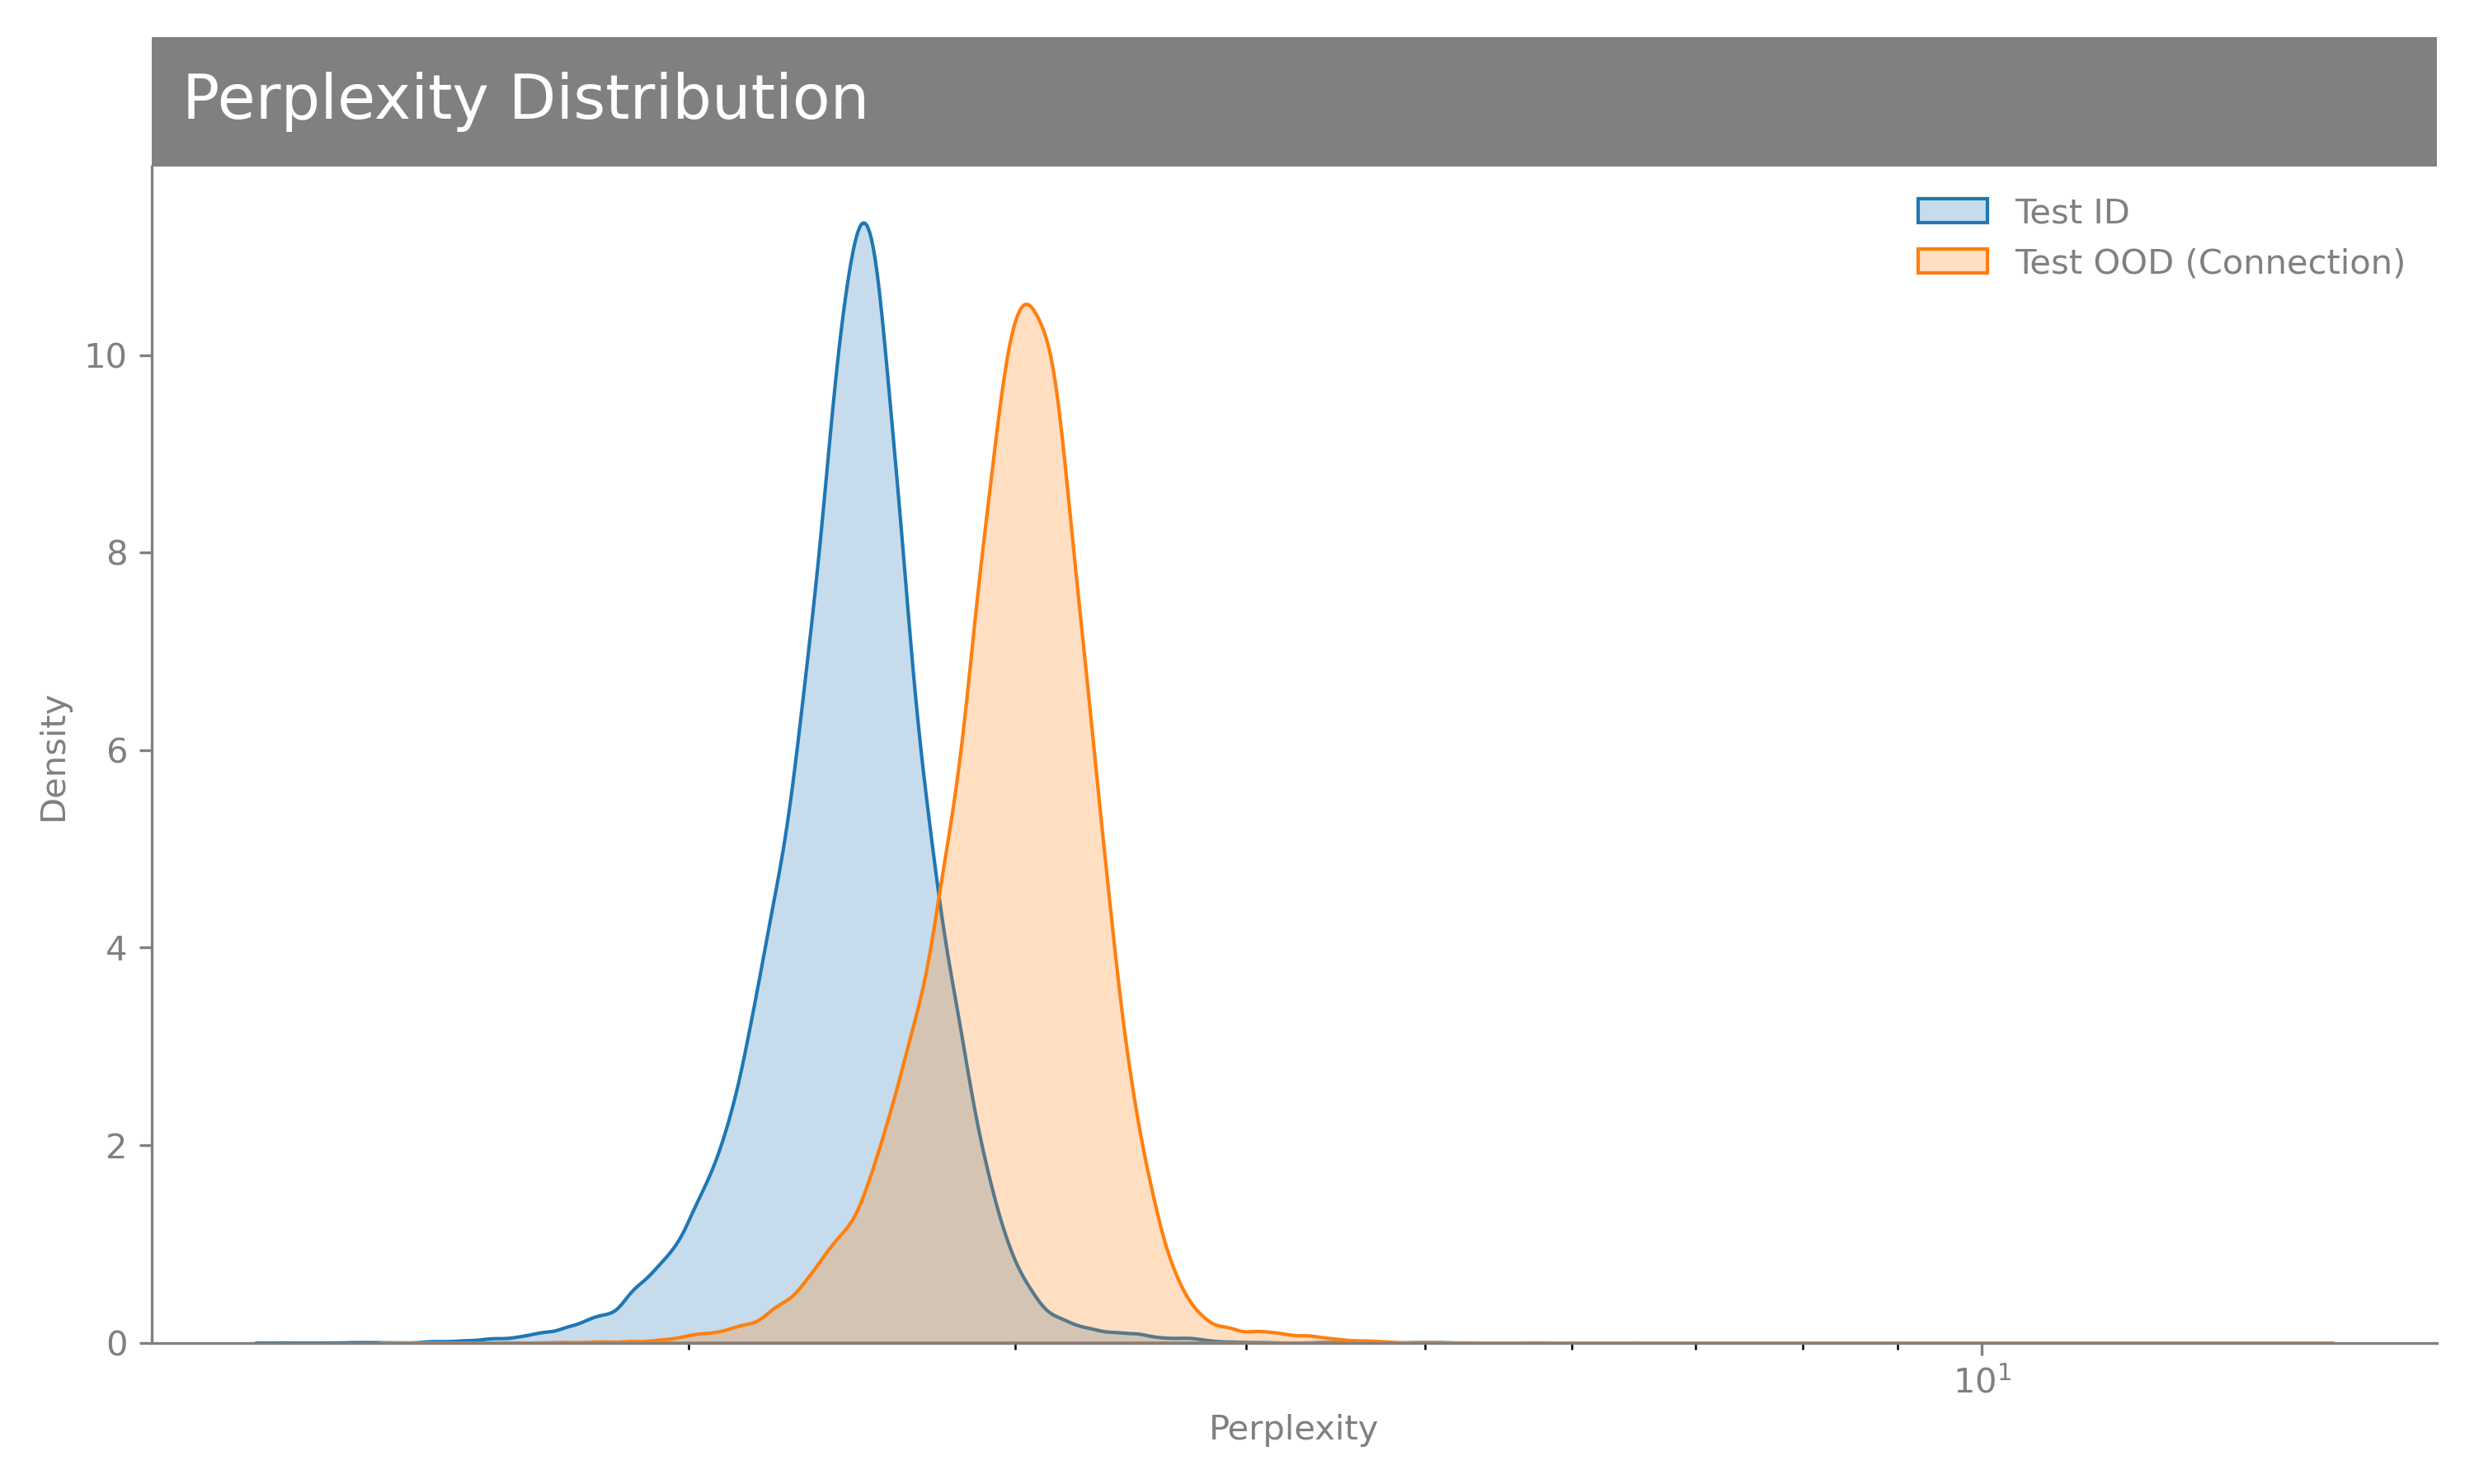 Perplexity Distribution
Test ID
Test OOD (Connection)
10
8
6
4
2
0
Density
10¹
Perplexity